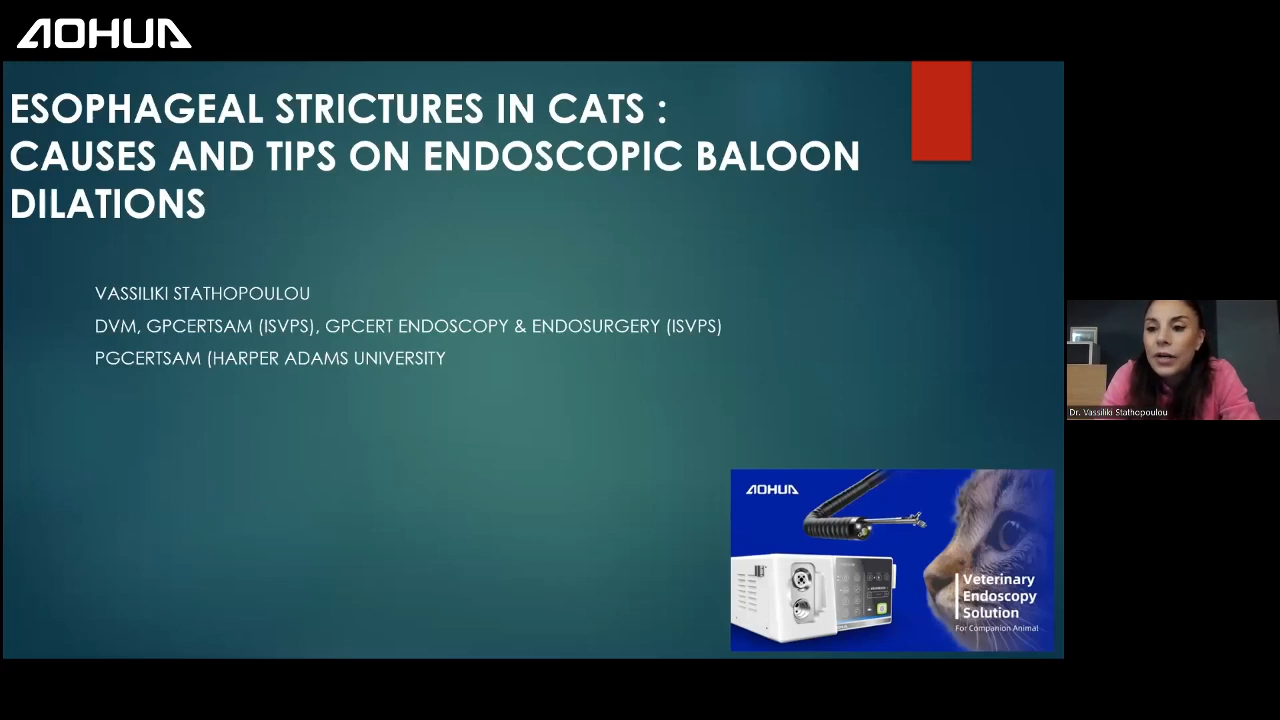 AOHUA
ESOPHAGEAL STRICTURES IN CATS :
CAUSES AND TIPS ON ENDOSCOPIC BALOON
DILATIONS
VASSILIKI STATHOPOULOU
DVM, GPCERTSAM (ISVPS), GPCERT ENDOSCOPY & ENDOSURGERY (ISVPS)
PGCERTSAM (HARPER ADAMS UNIVERSITY
Dr. Vassiliki Stathopoulou
AOHUA
Veterinary
Endoscopy
Solution
For Companion Animal